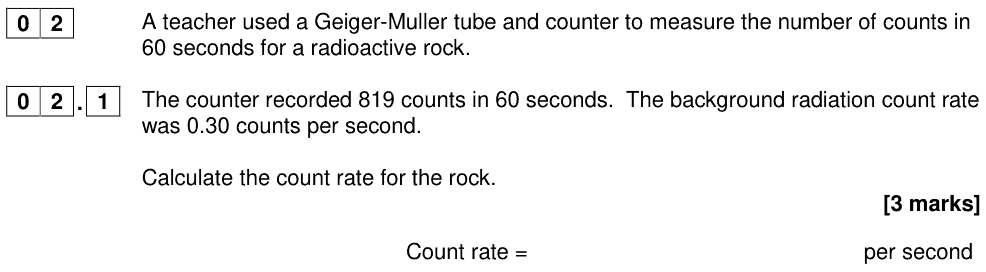 0 2 A teacher used a Geiger-Muller tube and counter to measure the number of counts in
60 seconds for a radioactive rock.
0 2 . 1 The counter recorded 819 counts in 60 seconds. The background radiation count rate
was 0.30 counts per second.
Calculate the count rate for the rock.
[3 marks]
Count rate = per second